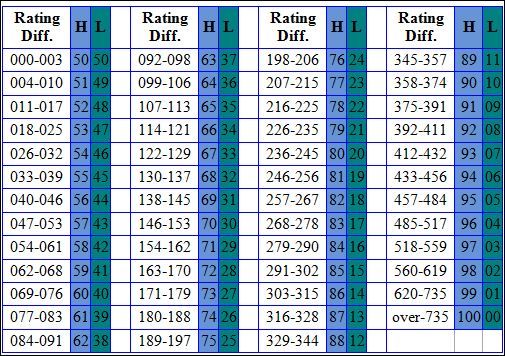 Rating Diff. H L Rating Diff. H L Rating Diff. H L Rating Diff. H L
000-003 50 50 092-098 63 37 198-206 76 24 345-357 89 11
004-010 51 49 099-106 64 36 207-215 77 23 358-374 90 10
011-017 52 48 107-113 65 35 216-225 78 22 375-391 91 09
018-025 53 47 114-121 66 34 226-235 79 21 392-411 92 08
026-032 54 46 122-129 67 33 236-245 80 20 412-432 93 07
033-039 55 45 130-137 68 32 246-256 81 19 433-456 94 06
040-046 56 44 138-145 69 31 257-267 82 18 457-484 95 05
047-053 57 43 146-153 70 30 268-278 83 17 485-517 96 04
054-061 58 42 154-162 71 29 279-290 84 16 518-559 97 03
062-068 59 41 163-170 72 28 291-302 85 15 560-619 98 02
069-076 60 40 171-179 73 27 303-315 86 14 620-735 99 01
077-083 61 39 180-188 74 26 316-328 87 13 over-735 100 00
084-091 62 38 189-197 75 25 329-344 88 12